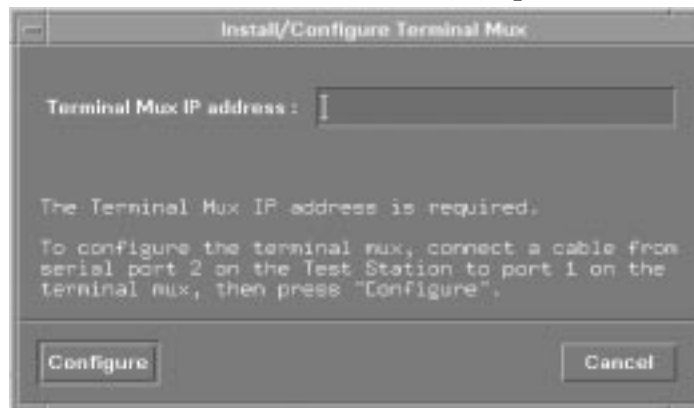 Install/Configure Terminal Mux
Terminal Mux IP address :
The Terminal Mux IP address is required.
To configure the terminal mux, connect a cable from
serial port 2 on the Test Station to port 1 on the
terminal mux, then press "Configure".
Configure
Cancel